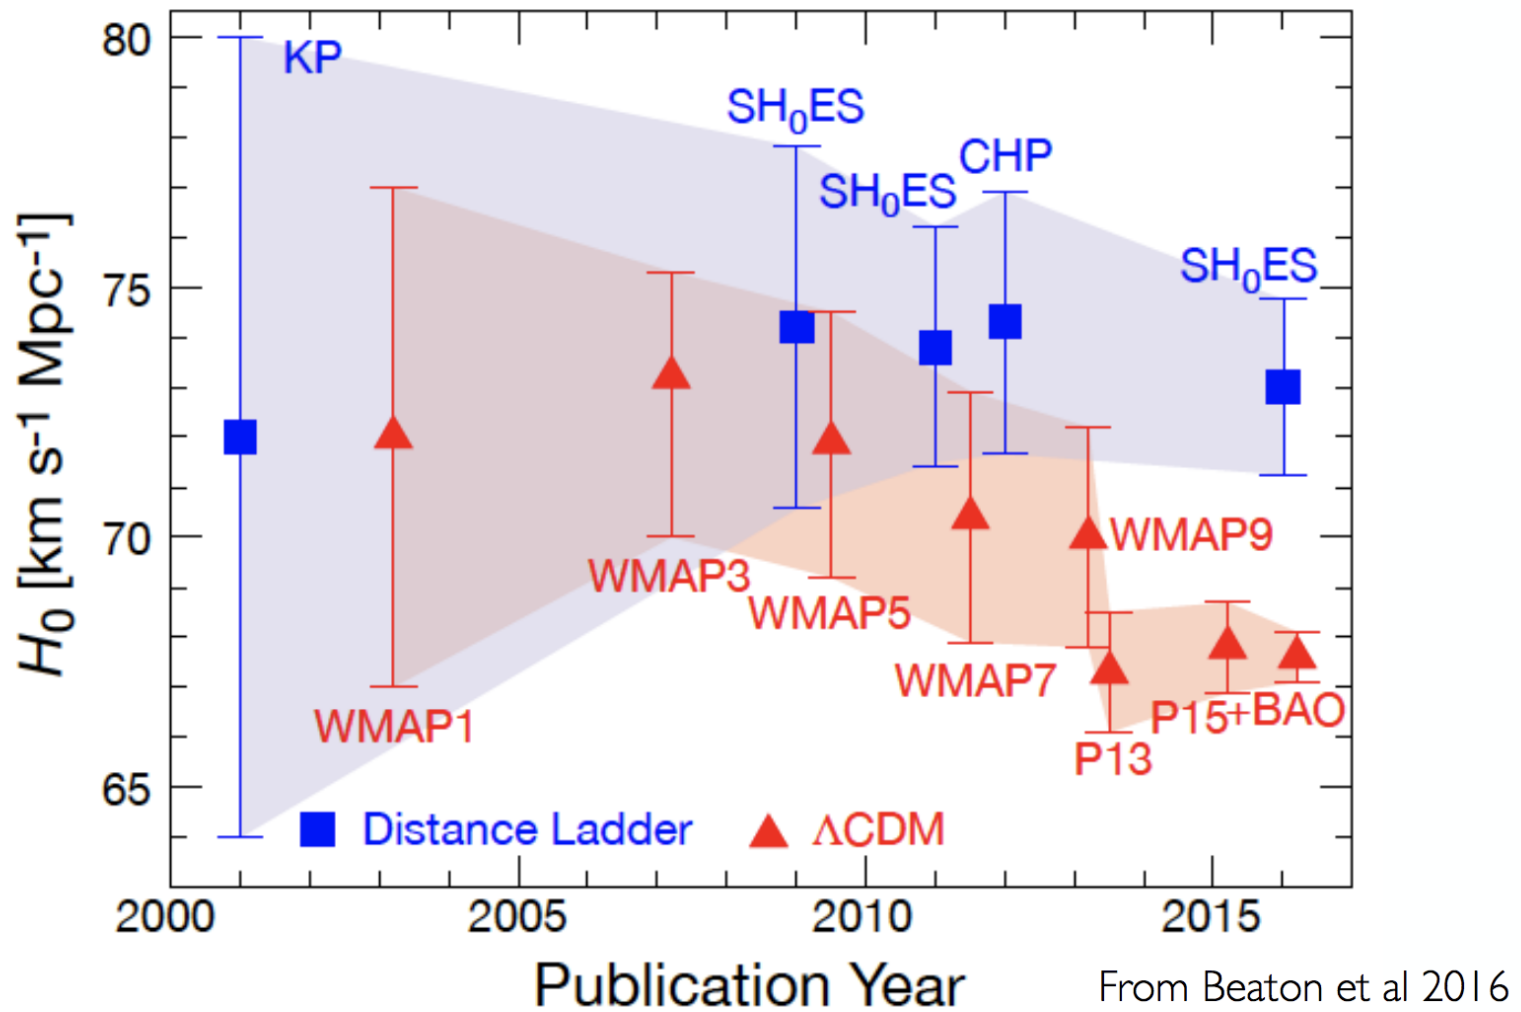 80
KP
SH0ES
CHP
SH0ES
SH0ES
75
H0 [km s-1 Mpc-1]
70
WMAP9
WMAP3
WMAP5
WMAP7
P15+BAO
WMAP1
P13
65
Distance Ladder
ΛCDM
2000 2005 2010 2015
Publication Year
From Beaton et al 2016